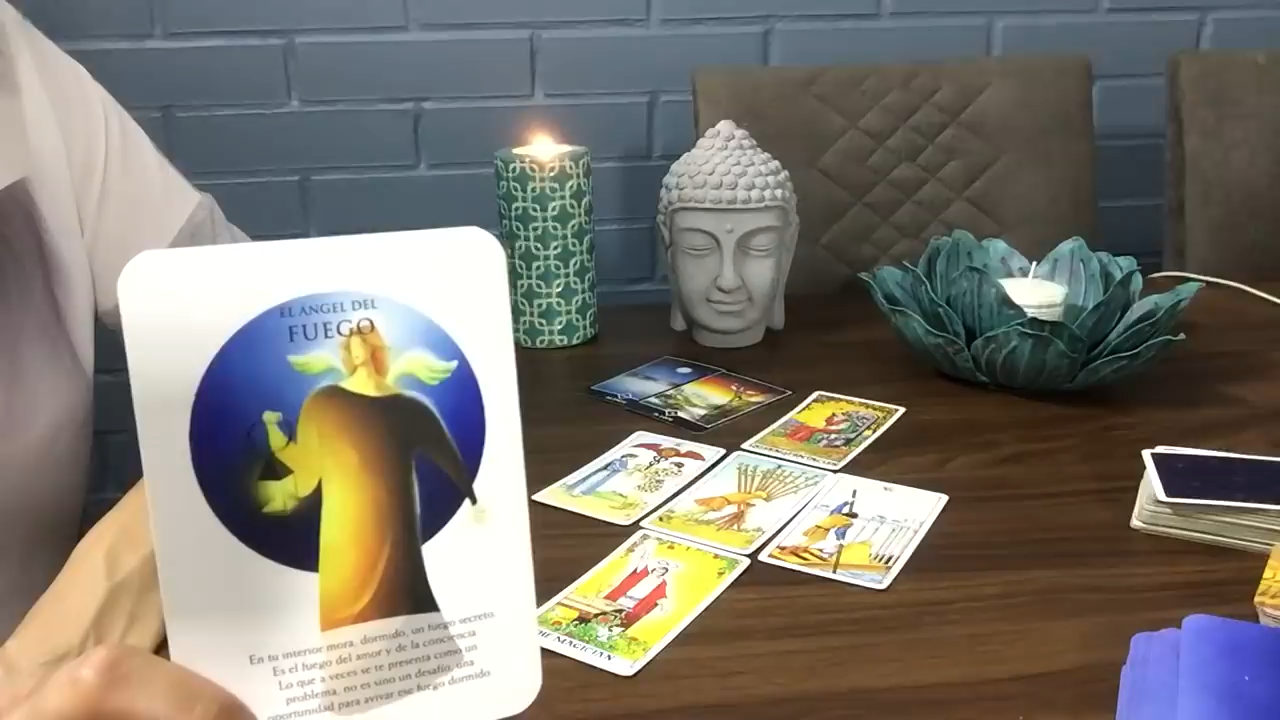 EL ANGEL DEL
FUEGO
En tu interior mora, dormido, un fuego secreto
Es el fuego del amor y de la conciencia
Lo que a veces se te presenta como un
problema, no es sino un desafío, una
oportunidad para avivar ese fuego dormido
THE MAGICIAN